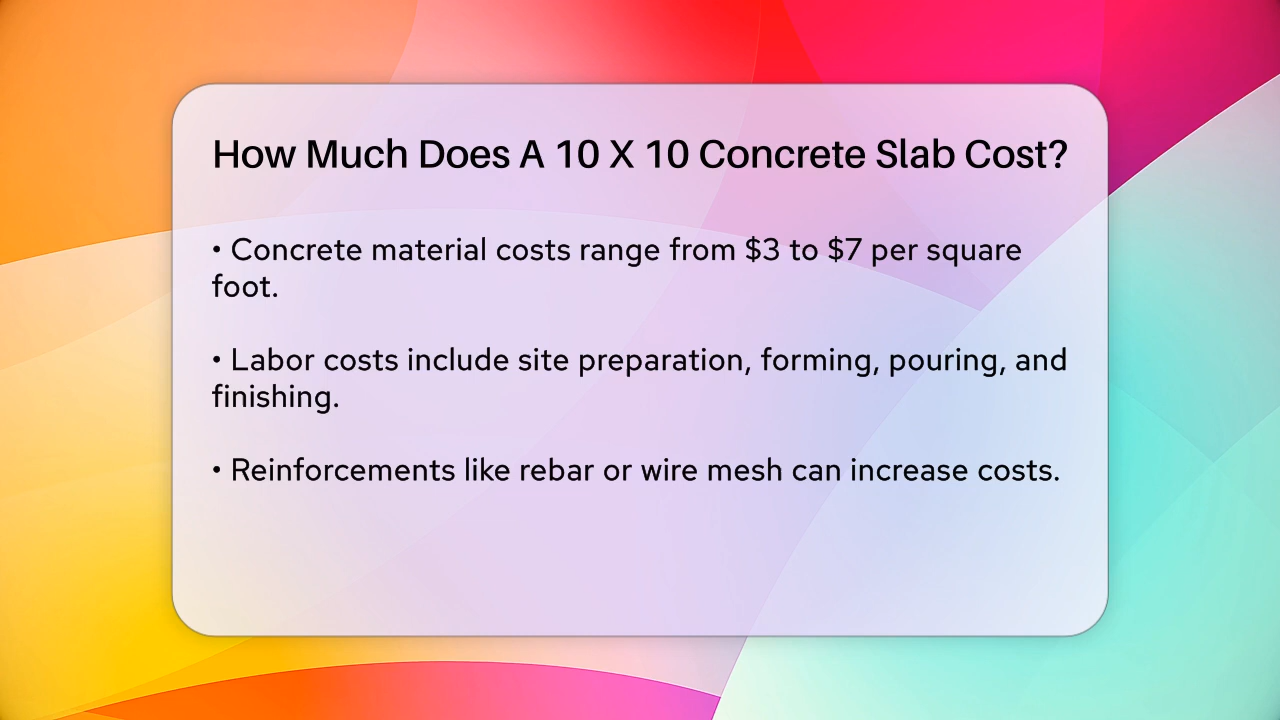 How Much Does A 10 X 10 Concrete Slab Cost?
• Concrete material costs range from $3 to $7 per square
foot.
• Labor costs include site preparation, forming, pouring, and
finishing.
• Reinforcements like rebar or wire mesh can increase costs.